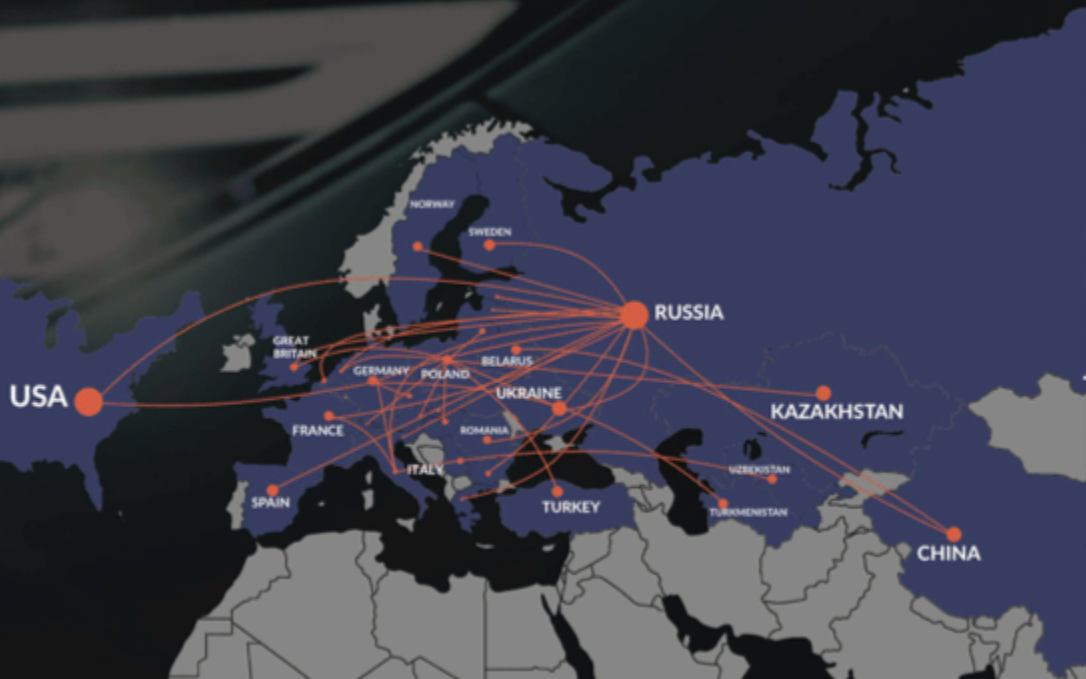 NORWAY
SWEDEN
RUSSIA
GREAT
BRITAIN
BELARUS
GERMANY
POLAND
USA
UKRAINE
KAZAKHSTAN
FRANCE
ROMANIA
ITALY
UZBEKISTAN
SPAIN
TURKEY
TURKMENISTAN
CHINA